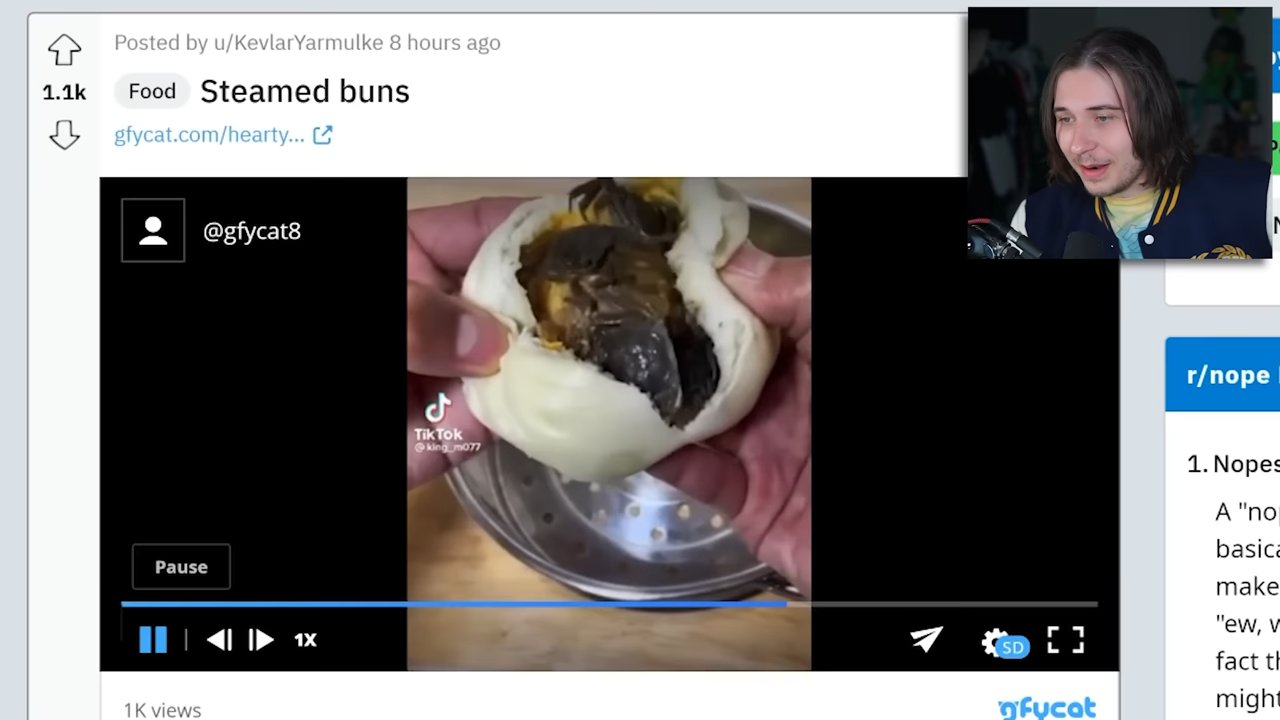 Posted by u/KevlarYarmulke 8 hours ago
1.1k
Food Steamed buns
gfycat.com/hearty...
@gfycat8
TikTok
@king_m077
Pause
1X
SD
1K views
gfycat
r/nope
1. Nopes
A "nop
basica
make
"ew, w
fact th
might